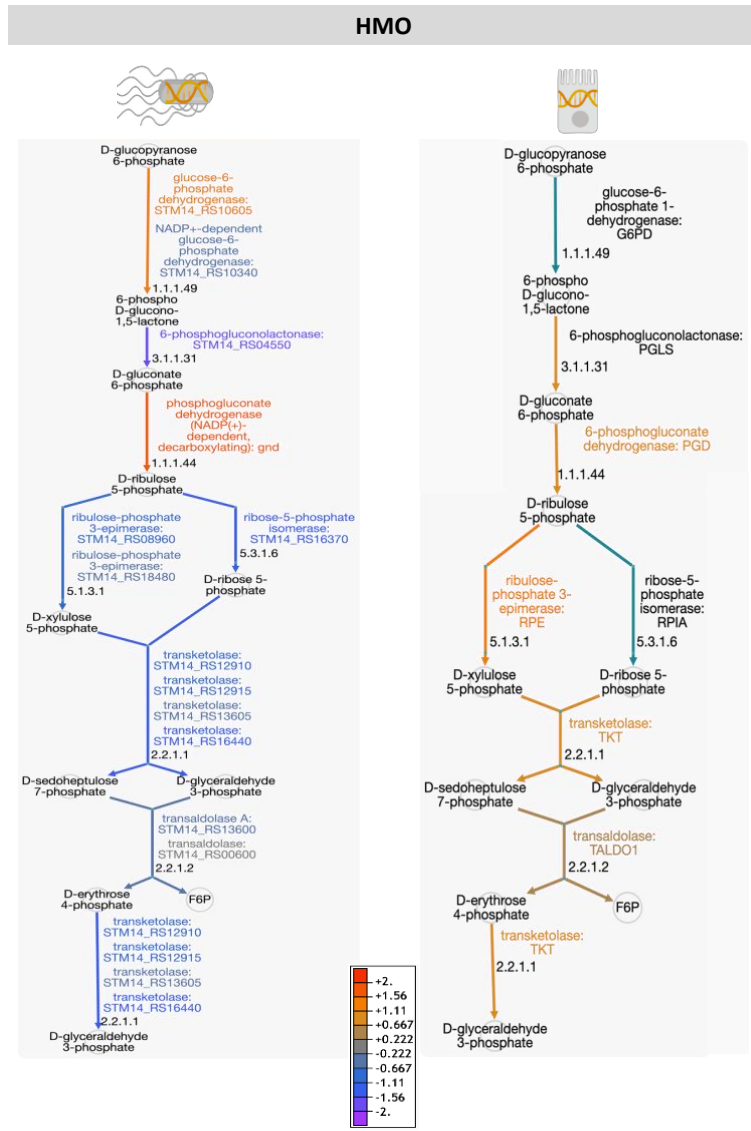 HMO
D-glucopyranose
6-phosphate
glucose-6-
phosphate
dehydrogenase:
STM14_RS10605
NADP+-dependent
glucose-6-
phosphate
dehydrogenase:
STM14_RS10340
1.1.1.49
6-phospho
D-glucono-
1,5-lactone
6-phosphogluconolactonase:
STM14_RS04550
3.1.1.31
D-gluconate
6-phosphate
phosphogluconate
dehydrogenase
(NADP(+)-
dependent,
decarboxylating): gnd
1.1.1.44
D-ribulose
5-phosphate
ribulose-phosphate
3-epimerase:
STM14_RS08960
ribulose-phosphate
3-epimerase:
STM14_RS18480
5.1.3.1
ribose-5-phosphate
isomerase:
STM14_RS16370
5.3.1.6
D-ribose 5-
phosphate
D-xylulose
5-phosphate
transketolase:
STM14_RS12910
transketolase:
STM14_RS12915
transketolase:
STM14_RS13605
transketolase:
STM14_RS16440
2.2.1.1
D-sedoheptulose
7-phosphate
D-glyceraldehyde
3-phosphate
transaldolase A:
STM14_RS13600
transaldolase:
STM14_RS00600
2.2.1.2
D-erythrose
4-phosphate
F6P
transketolase:
STM14_RS12910
transketolase:
STM14_RS12915
transketolase:
STM14_RS13605
transketolase:
STM14_RS16440
2.2.1.1
D-glyceraldehyde
3-phosphate
+2.
+1.56
+1.11
+0.667
+0.222
-0.222
-0.667
-1.11
-1.56
-2.
D-glucopyranose
6-phosphate
glucose-6-
phosphate 1-
dehydrogenase:
G6PD
1.1.1.49
6-phospho
D-glucono-
1,5-lactone
6-phosphogluconolactonase:
PGLS
3.1.1.31
D-gluconate
6-phosphate
6-phosphogluconate
dehydrogenase: PGD
1.1.1.44
D-ribulose
5-phosphate
ribulose-
phosphate 3-
epimerase:
RPE
5.1.3.1
ribose-5-
phosphate
isomerase:
RPIA
5.3.1.6
D-xylulose
5-phosphate
D-ribose 5-
phosphate
transketolase:
TKT
2.2.1.1
D-sedoheptulose
7-phosphate
D-glyceraldehyde
3-phosphate
transaldolase:
TALDO1
2.2.1.2
D-erythrose
4-phosphate
F6P
transketolase:
TKT
2.2.1.1
D-glyceraldehyde
3-phosphate